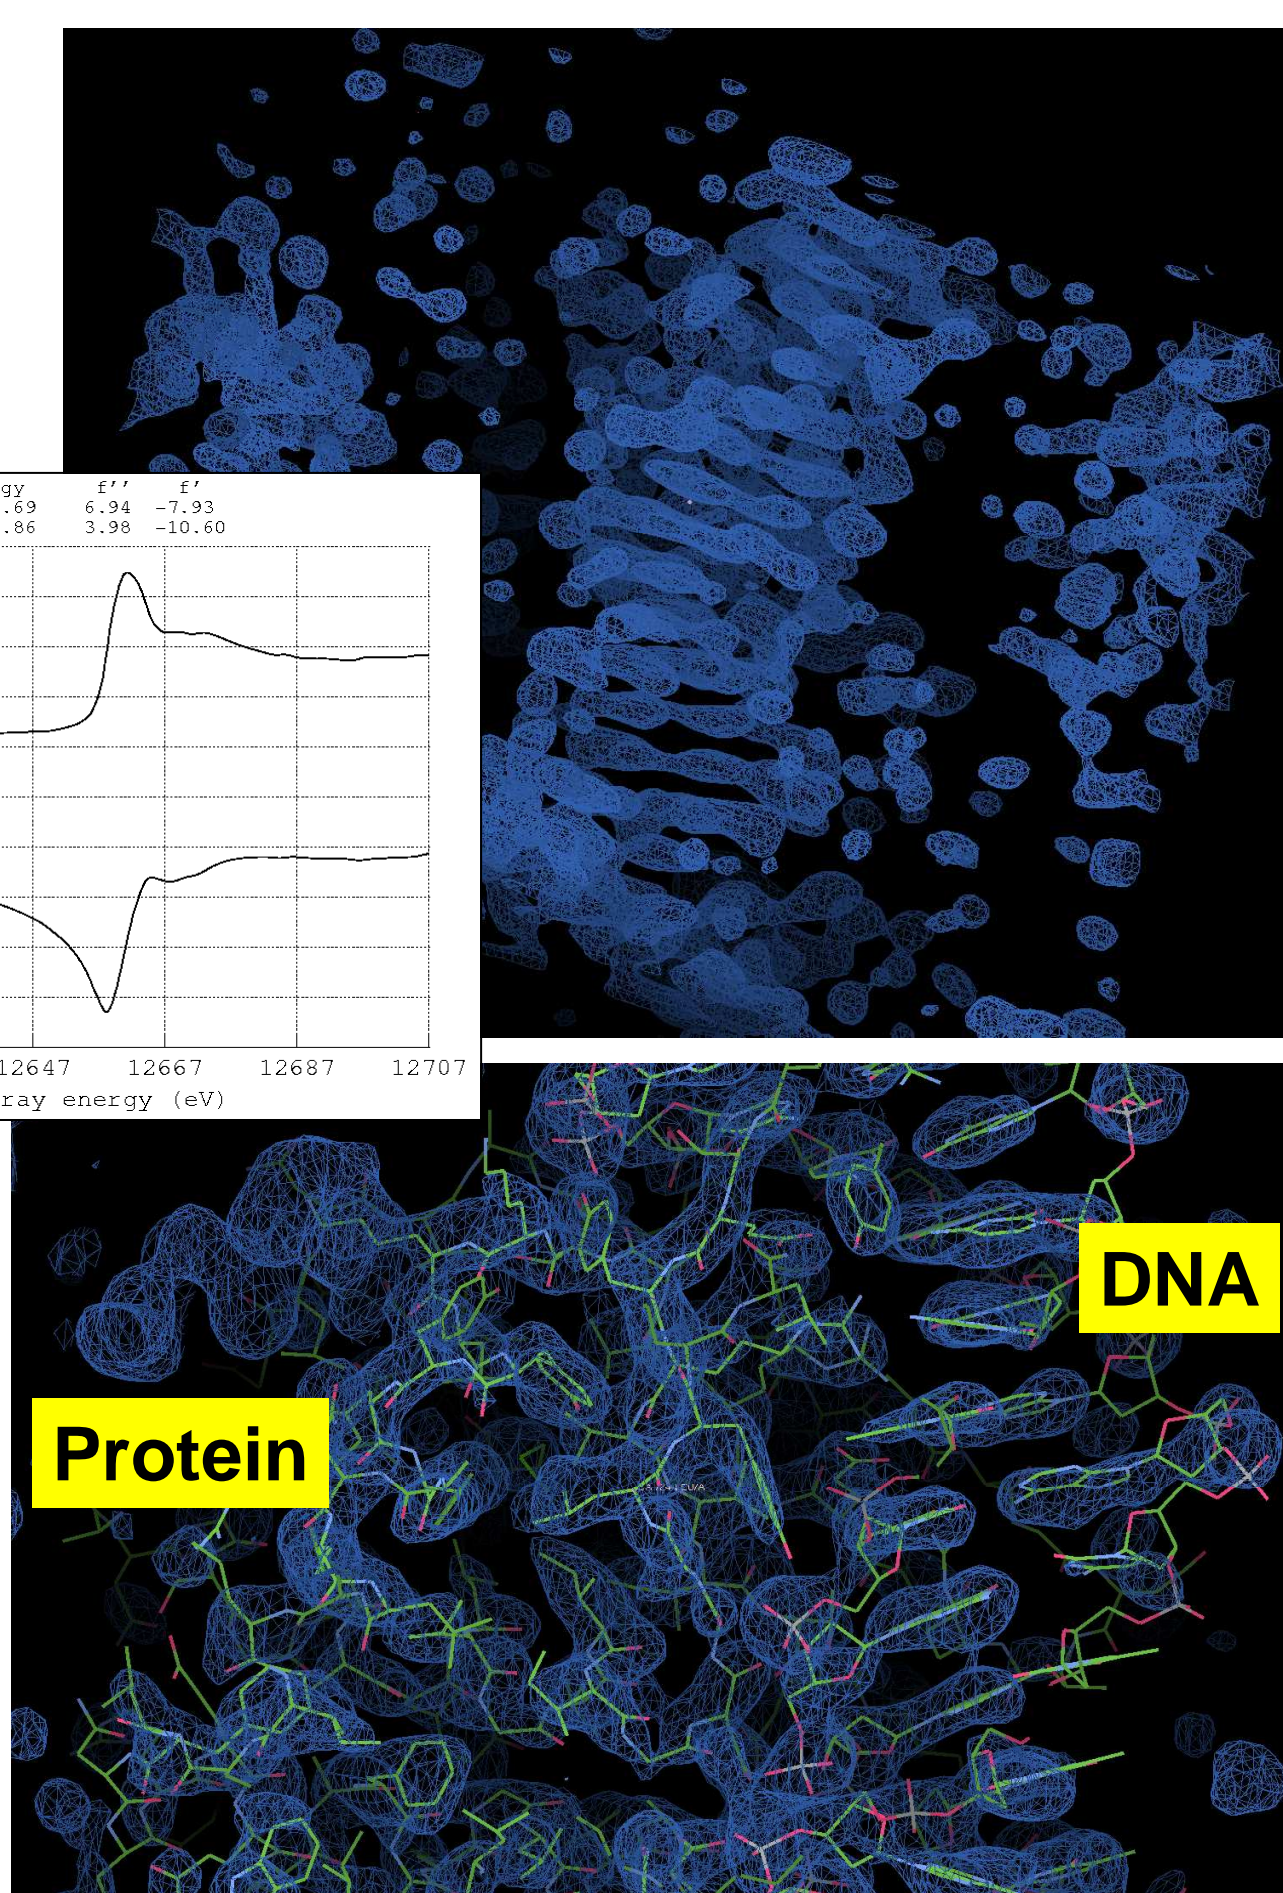 gy f'' f'
.69 6.94 -7.93
.86 3.98 -10.60
12647 12667 12687 12707
ray energy (eV)
DNA
Protein